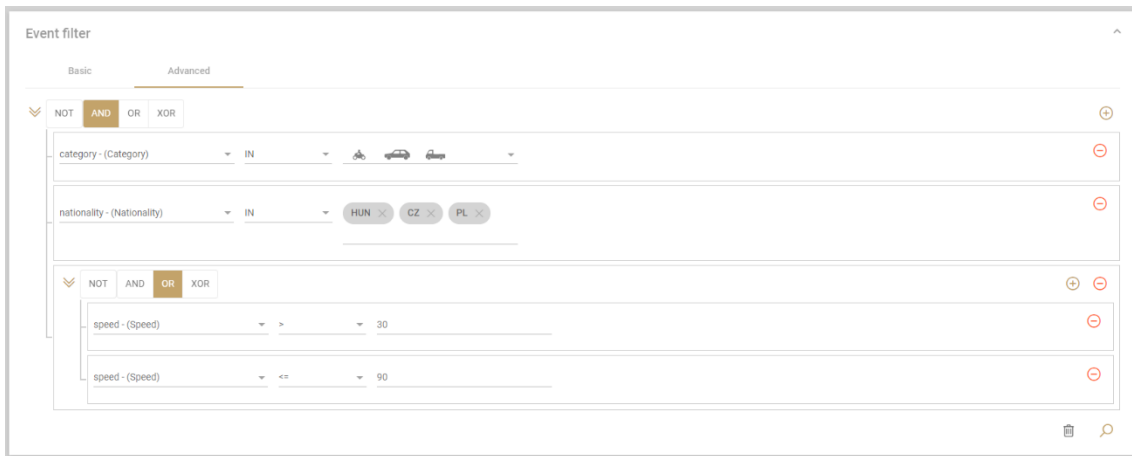 Event filter
Basic Advanced
NOT AND OR XOR
category - (Category) IN
nationality - (Nationality) IN HUN CZ PL
NOT AND OR XOR
speed - (Speed) > 30
speed - (Speed) <= 90